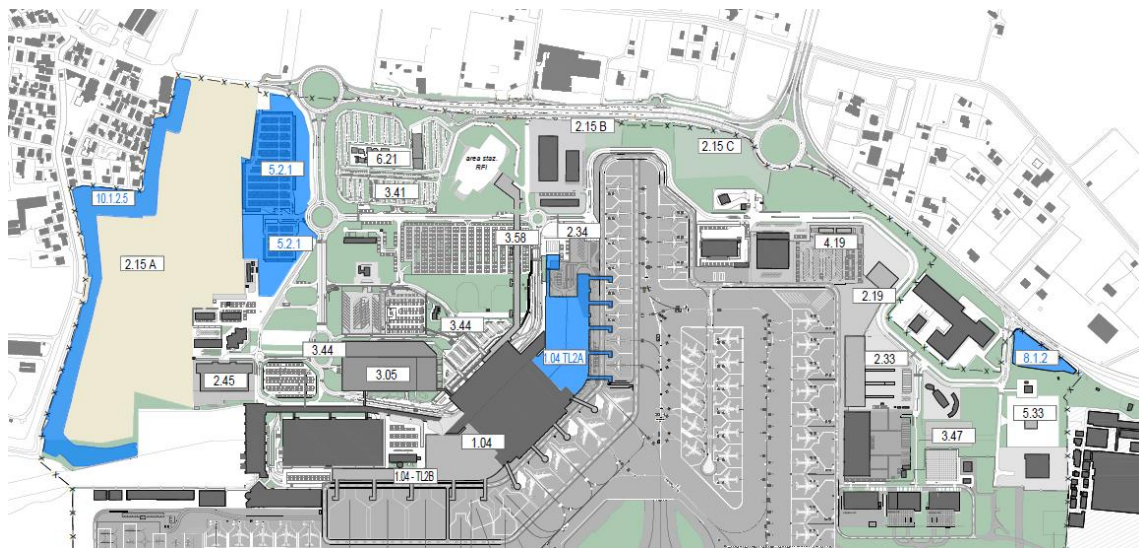 2.15 B
2.15 C
6.21
area staz.
RFI
5.2.1
3.41
10.1.2.5
3.58
2.34
5.2.1
4.19
2.15 A
2.19
3.44
3.44
1.04 TL2A
2.33
8.1.2
2.45
3.05
5.33
1.04
3.47
1.04 - TL2B